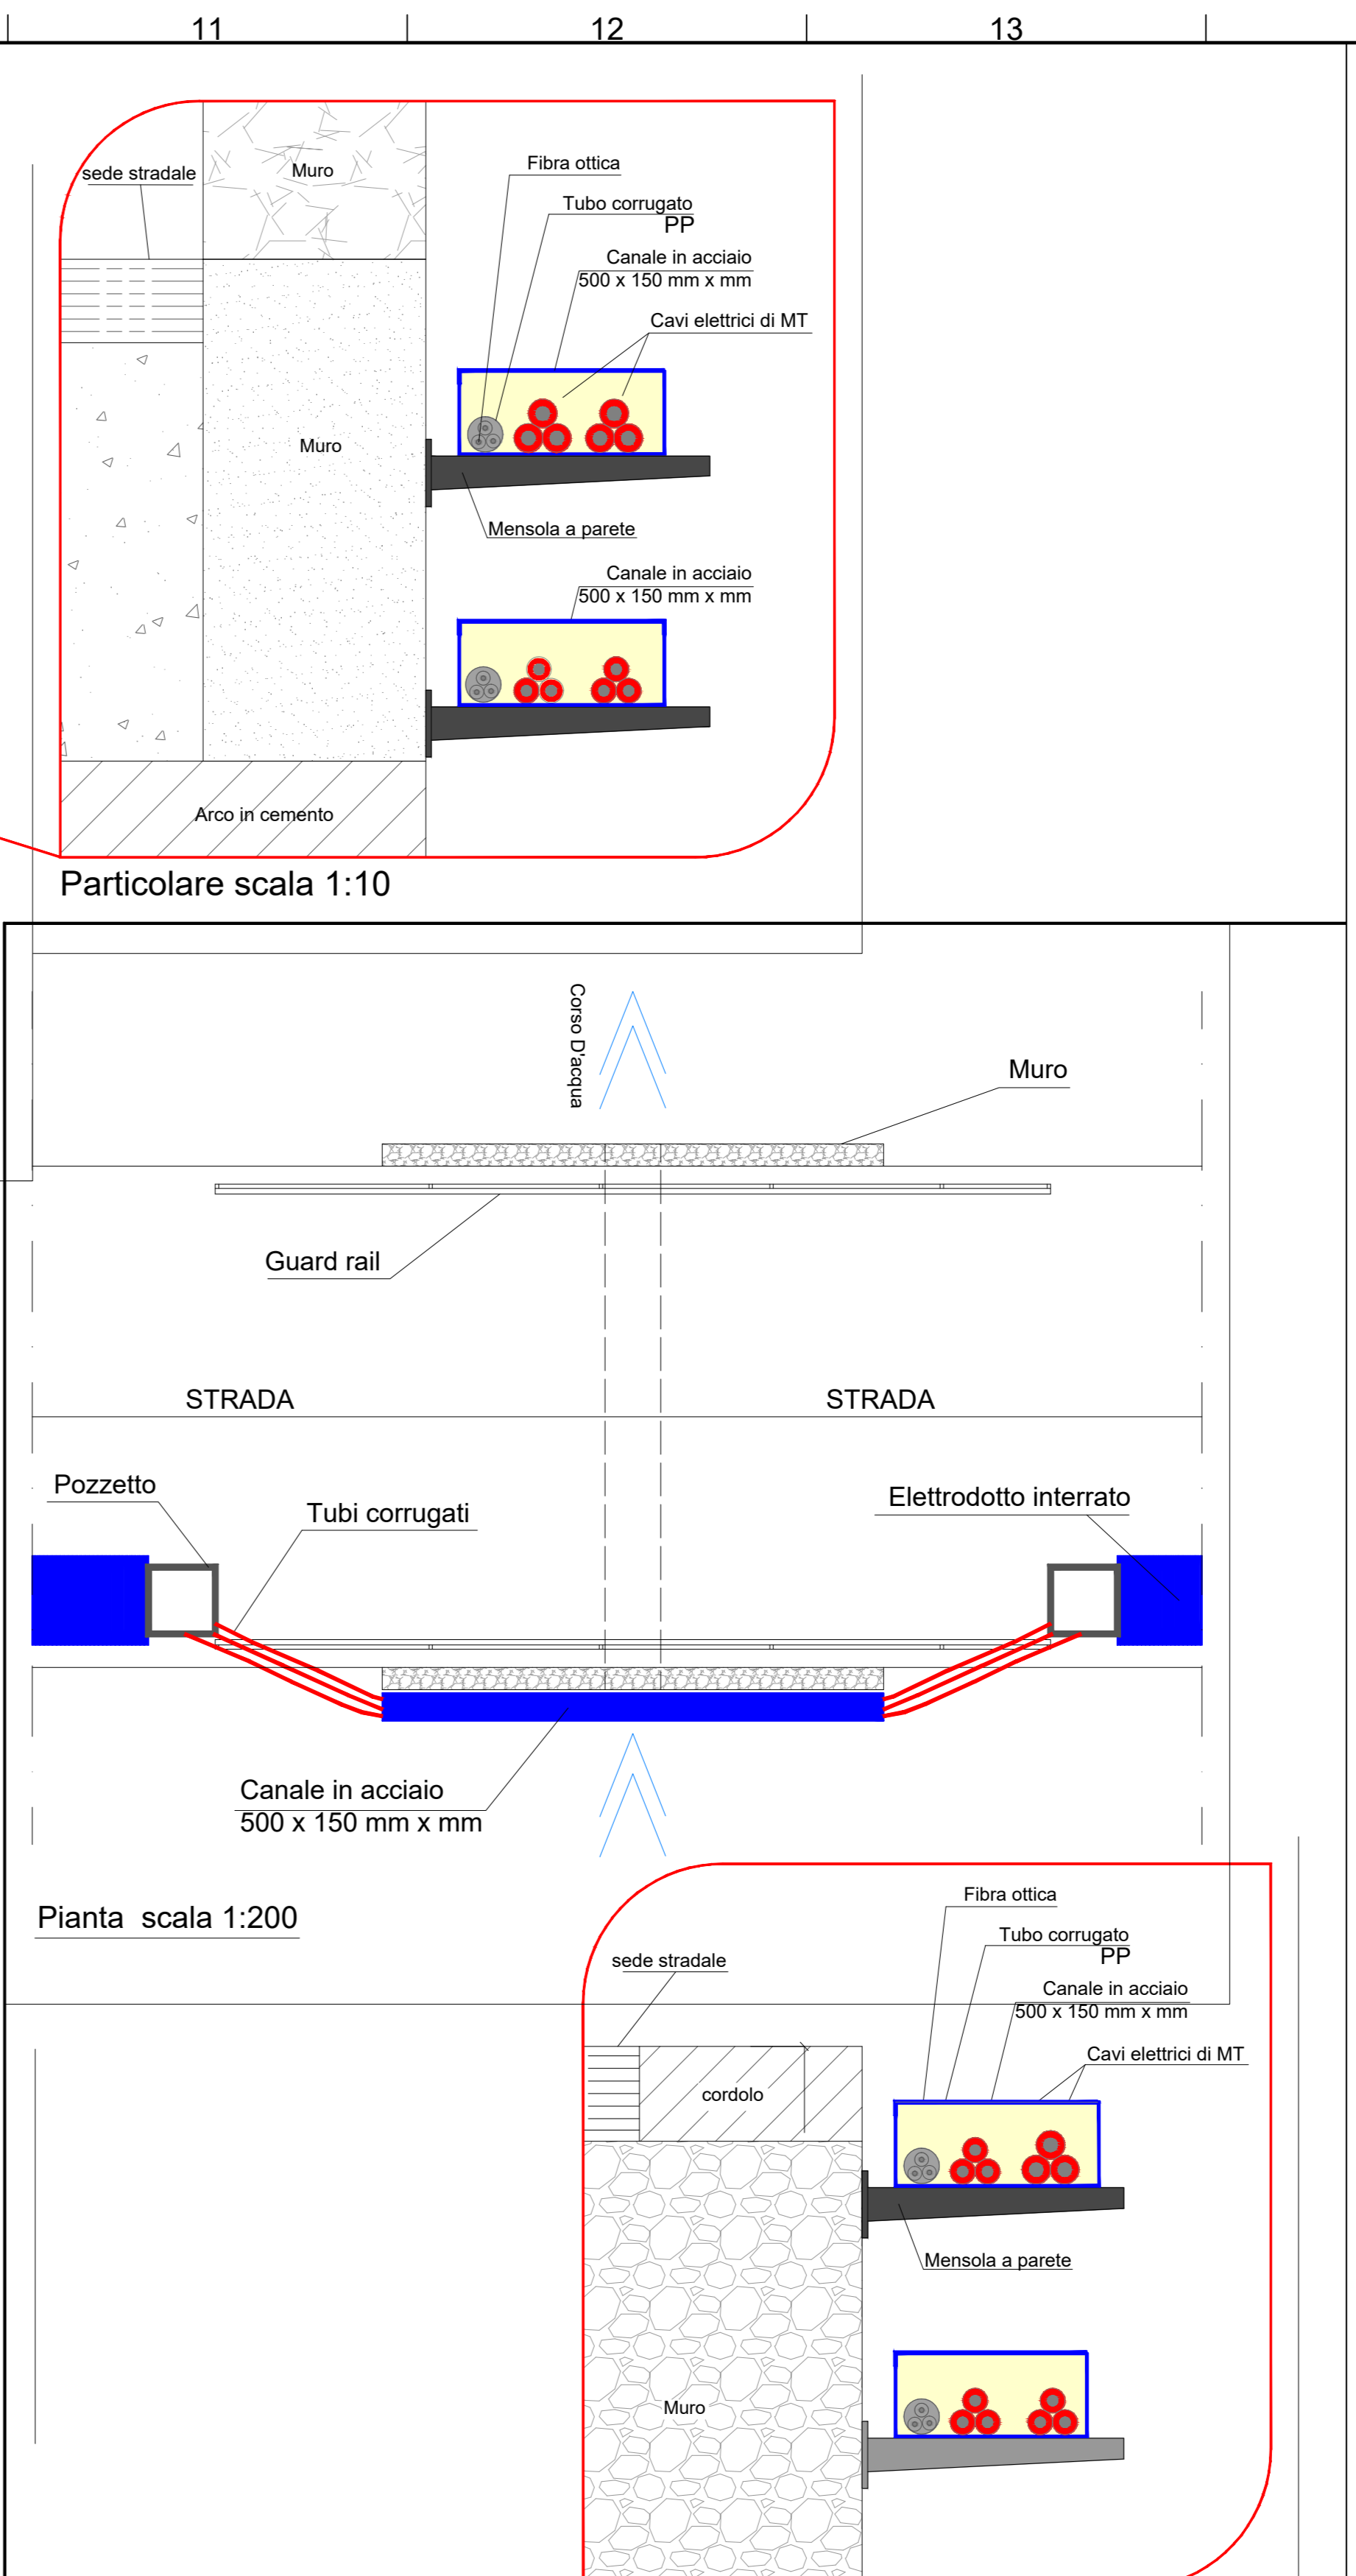 11
12
13
sede stradale
Muro
Fibra ottica
Tubo corrugato
PP
Canale in acciaio
500 x 150 mm x mm
Cavi elettrici di MT
Muro
Mensola a parete
Canale in acciaio
500 x 150 mm x mm
Arco in cemento
Particolare scala 1:10
Corso D'acqua
Muro
Guard rail
STRADA
STRADA
Pozzetto
Tubi corrugati
Elettrodotto interrato
Canale in acciaio
500 x 150 mm x mm
Pianta scala 1:200
Fibra ottica
Tubo corrugato
PP
sede stradale
Canale in acciaio
500 x 150 mm x mm
Cavi elettrici di MT
cordolo
Mensola a parete
Muro